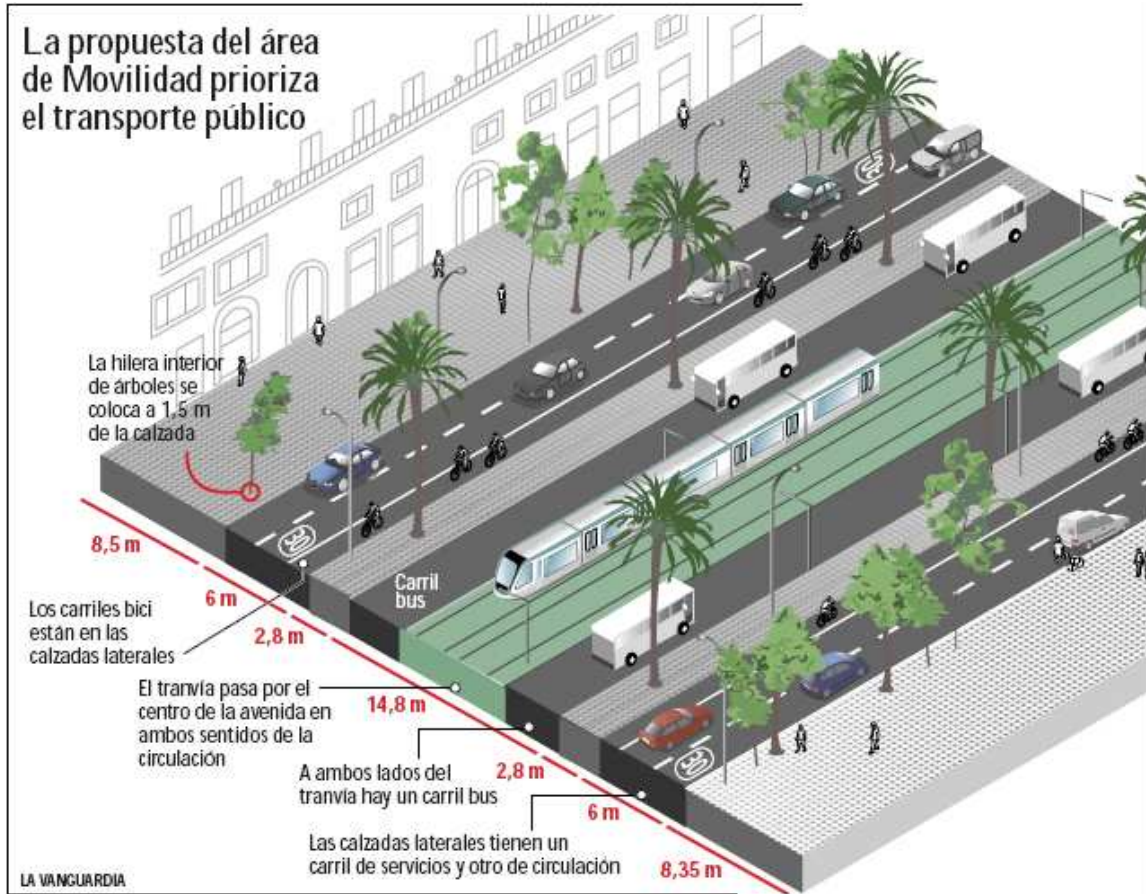 La propuesta del área
de Movilidad prioriza
el transporte público
La hilera interior
de árboles se
coloca a 1,5 m
de la calzada
8,5 m
6 m
2,8 m
14,8 m
2,8 m
6 m
8,35 m
Carril
bus
30
30
30
Los carriles bici
están en las
calzadas laterales
El tranvía pasa por el
centro de la avenida en
ambos sentidos de la
circulación
A ambos lados del
tranvía hay un carril bus
Las calzadas laterales tienen un
carril de servicios y otro de circulación
LA VANGUARDIA